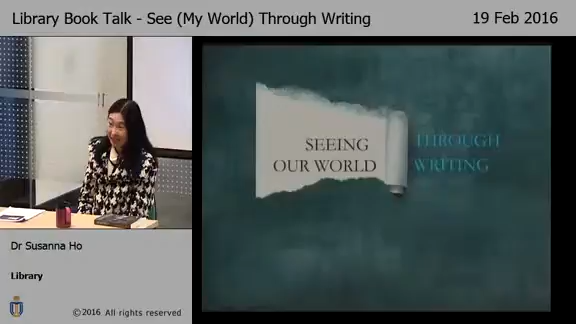 Library Book Talk - See (My World) Through Writing
19 Feb 2016
SEEING
OUR WORLD
THROUGH
WRITING
Dr Susanna Ho
Library
©2016 All rights reserved